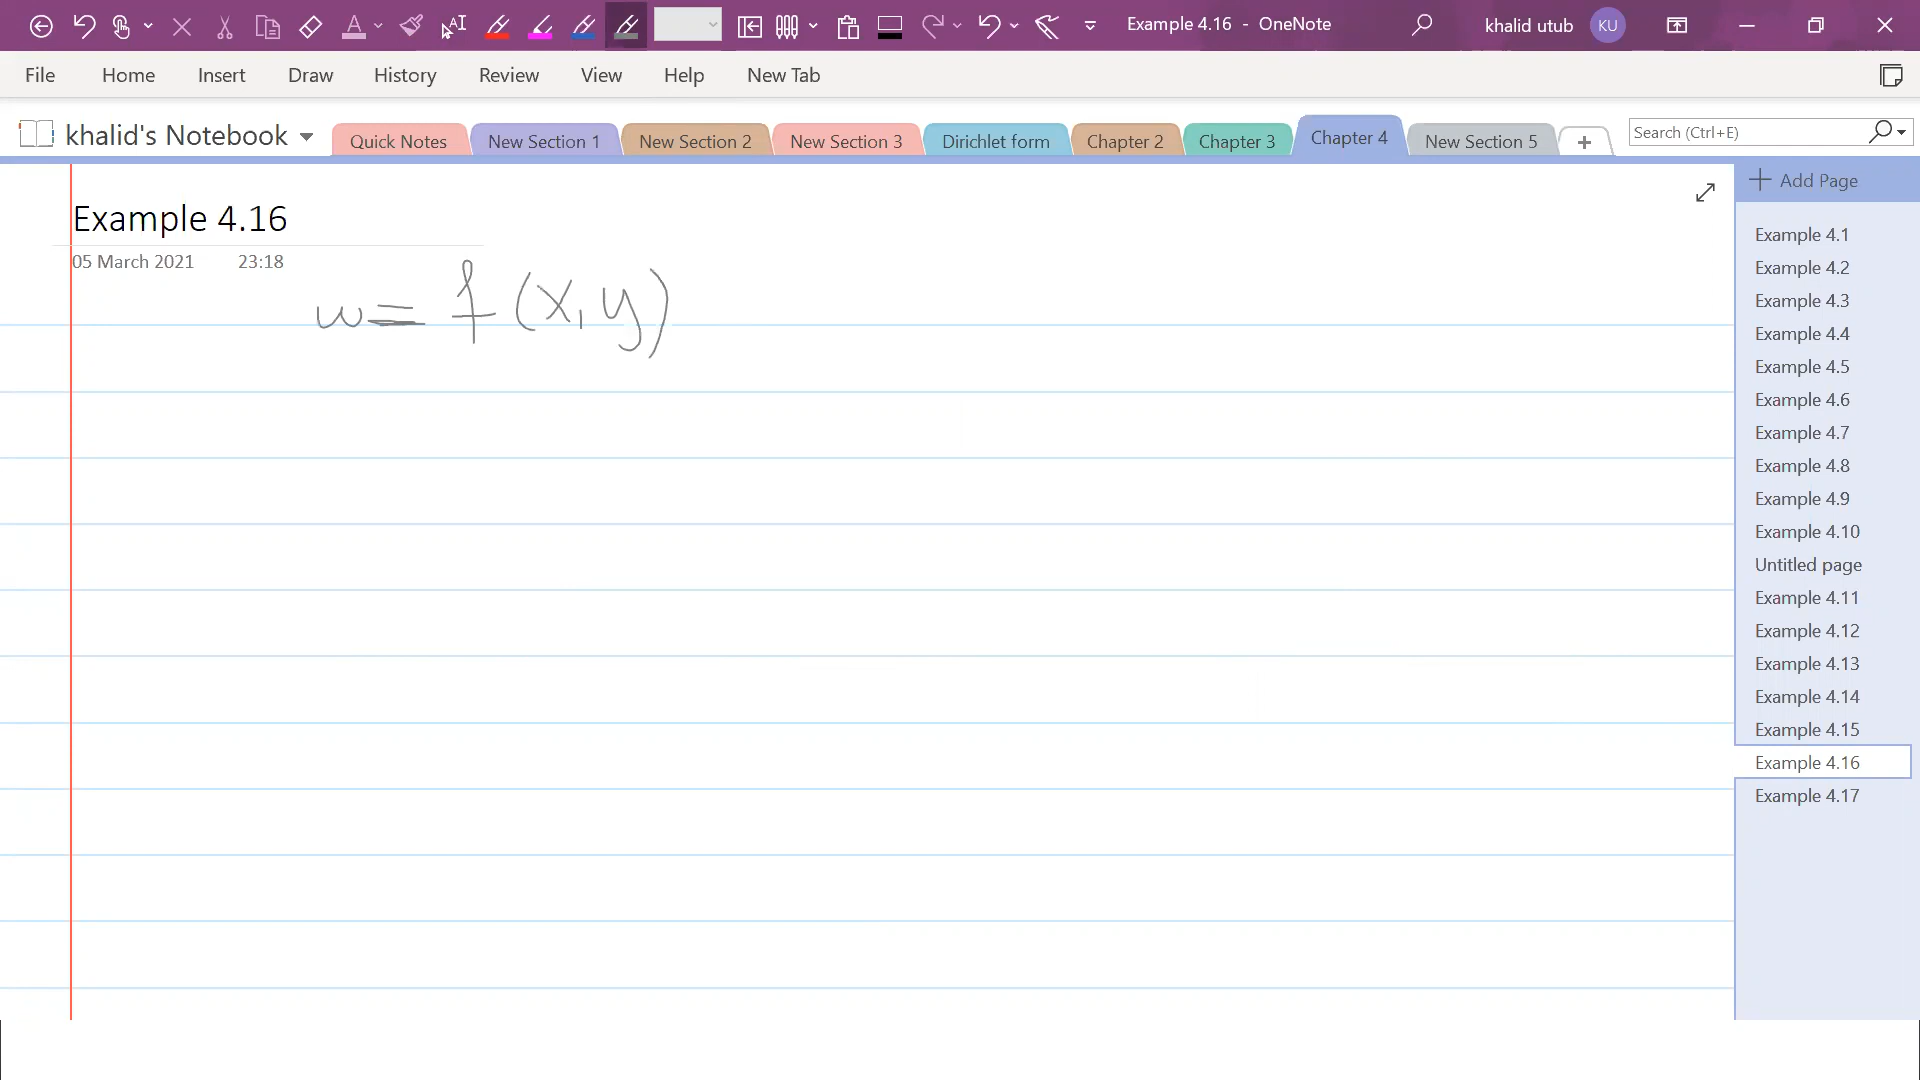 Example 4.16 - OneNote
khalid utub
KU
File Home Insert Draw History Review View Help New Tab
khalid's Notebook
Quick Notes New Section 1 New Section 2 New Section 3 Dirichlet form Chapter 2 Chapter 3 Chapter 4 New Section 5
Search (Ctrl+E)
Add Page
Example 4.16
05 March 2021 23:18
w = f(x,y)
Example 4.1
Example 4.2
Example 4.3
Example 4.4
Example 4.5
Example 4.6
Example 4.7
Example 4.8
Example 4.9
Example 4.10
Untitled page
Example 4.11
Example 4.12
Example 4.13
Example 4.14
Example 4.15
Example 4.16
Example 4.17